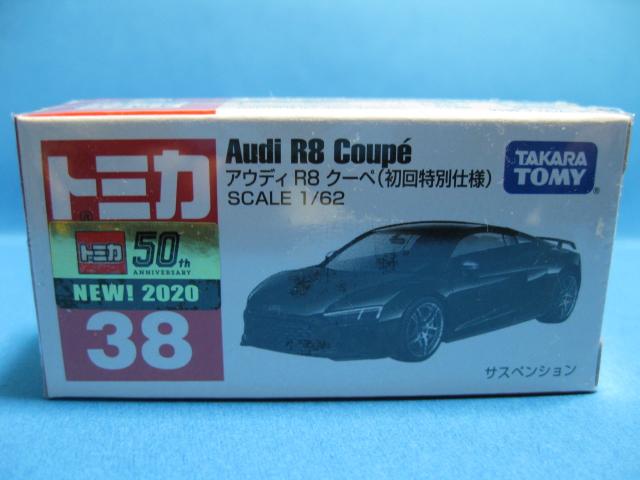 トミカ
®
トミカ 50th
ANNIVERSARY
NEW! 2020
38
Audi R8 Coupé
アウディ R8 クーペ(初回特別仕様)
SCALE 1/62
TAKARA
TOMY®
サスペンション